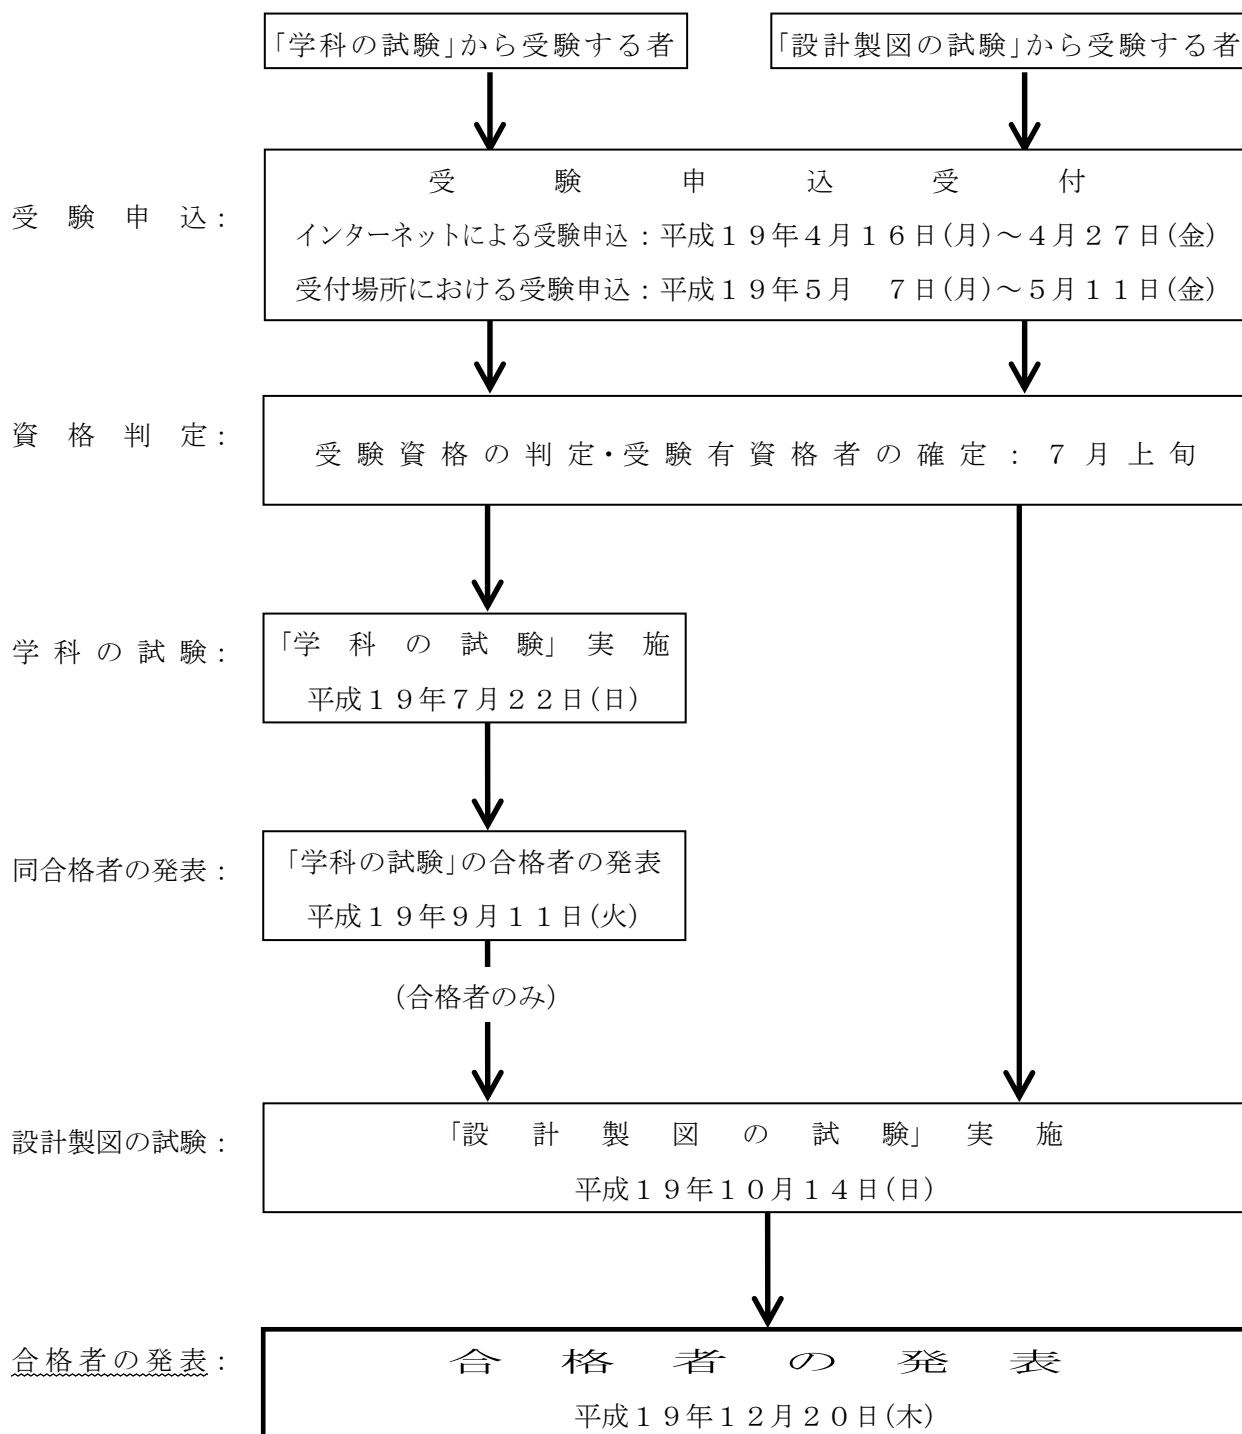 「学科の試験」から受験する者
「設計製図の試験」から受験する者
受験申込：
受験申込受付
インターネットによる受験申込：平成１９年４月１６日(月)～４月２７日(金)
受付場所における受験申込：平成１９年５月　７日(月)～５月１１日(金)
資格判定：
受験資格の判定・受験有資格者の確定：７月上旬
学科の試験：
「学科の試験」実施
平成１９年７月２２日(日)
同合格者の発表：
「学科の試験」の合格者の発表
平成１９年９月１１日(火)
(合格者のみ)
設計製図の試験：
「設計製図の試験」実施
平成１９年１０月１４日(日)
合格者の発表：
合格者の発表
平成１９年１２月２０日(木)